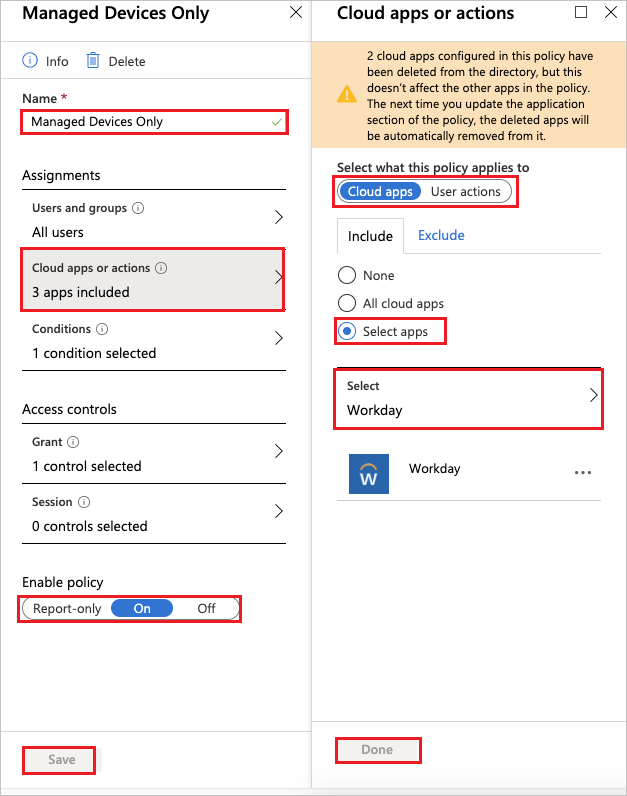 Managed Devices Only
Info
Delete
Name *
Managed Devices Only
Assignments
Users and groups
All users
Cloud apps or actions
3 apps included
Conditions
1 condition selected
Access controls
Grant
1 control selected
Session
0 controls selected
Enable policy
Report-only On Off
Save
Cloud apps or actions
2 cloud apps configured in this policy have
been deleted from the directory, but this
doesn't affect the other apps in the policy.
The next time you update the application
section of the policy, the deleted apps will
be automatically removed from it.
Select what this policy applies to
Cloud apps User actions
Include Exclude
None
All cloud apps
Select apps
Select
Workday
W
Workday
Done